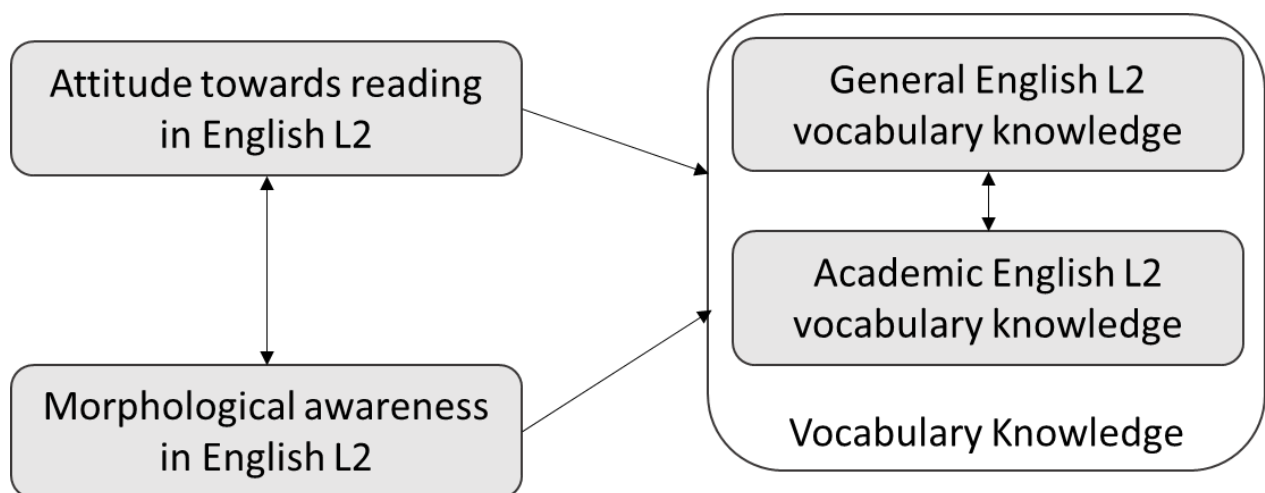 Attitude towards reading
in English L2
General English L2
vocabulary knowledge
Academic English L2
vocabulary knowledge
Morphological awareness
in English L2
Vocabulary Knowledge